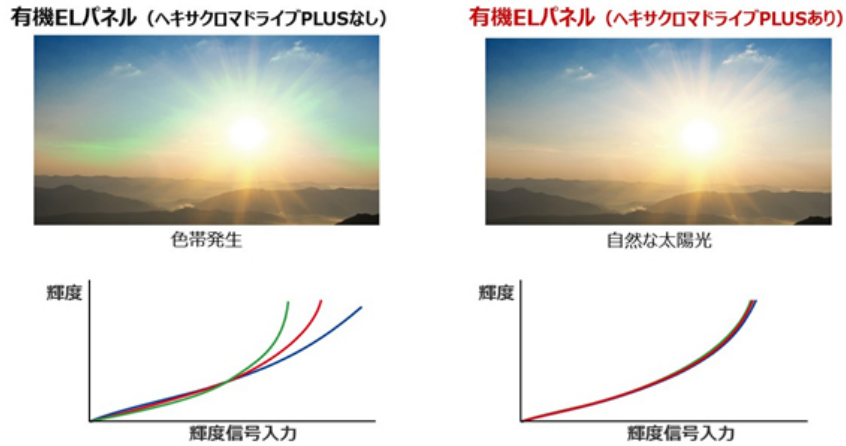 有機ELパネル（ヘキサクロマドライブPLUSなし）
有機ELパネル（ヘキサクロマドライブPLUSあり）
色帯発生
自然な太陽光
輝度
輝度信号入力
輝度
輝度信号入力